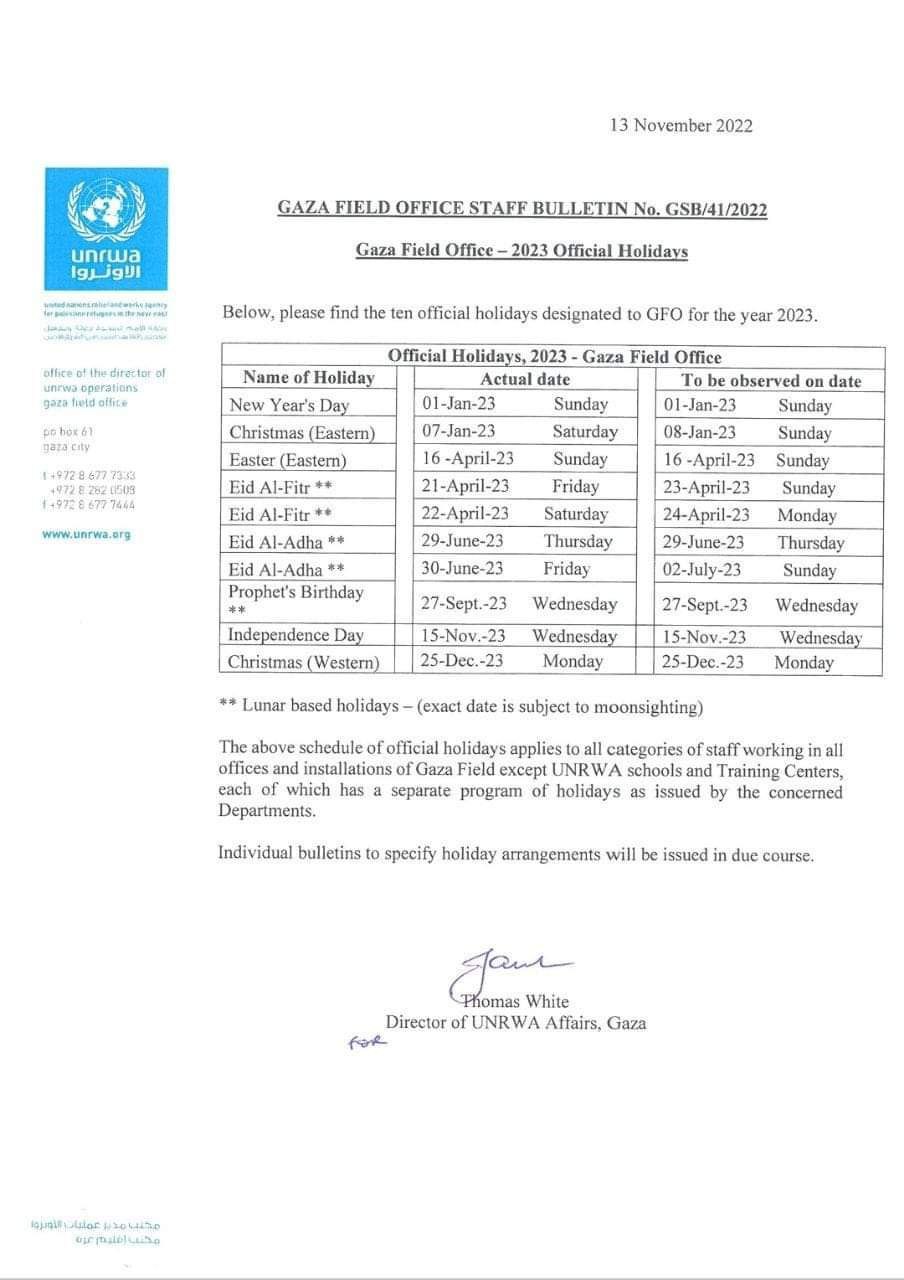 13 November 2022
unrwa
الأونروا
united nations relief and works agency
for palestine refugees in the near east
office of the director of
unrwa operations
gaza field office
po box 61
gaza city
t +972 8 677 7333
+972 8 282 0508
f +972 8 677 7444
www.unrwa.org
GAZA FIELD OFFICE STAFF BULLETIN No. GSB/41/2022
Gaza Field Office – 2023 Official Holidays
Below, please find the ten official holidays designated to GFO for the year 2023.
Official Holidays, 2023 - Gaza Field Office
Name of Holiday Actual date To be observed on date
New Year's Day 01-Jan-23 Sunday 01-Jan-23 Sunday
Christmas (Eastern) 07-Jan-23 Saturday 08-Jan-23 Sunday
Easter (Eastern) 16 -April-23 Sunday 16 -April-23 Sunday
Eid Al-Fitr ** 21-April-23 Friday 23-April-23 Sunday
Eid Al-Fitr ** 22-April-23 Saturday 24-April-23 Monday
Eid Al-Adha ** 29-June-23 Thursday 29-June-23 Thursday
Eid Al-Adha ** 30-June-23 Friday 02-July-23 Sunday
Prophet's Birthday
** 27-Sept.-23 Wednesday 27-Sept.-23 Wednesday
Independence Day 15-Nov.-23 Wednesday 15-Nov.-23 Wednesday
Christmas (Western) 25-Dec.-23 Monday 25-Dec.-23 Monday
** Lunar based holidays – (exact date is subject to moonsighting)
The above schedule of official holidays applies to all categories of staff working in all
offices and installations of Gaza Field except UNRWA schools and Training Centers,
each of which has a separate program of holidays as issued by the concerned
Departments.
Individual bulletins to specify holiday arrangements will be issued in due course.
Thomas White
Director of UNRWA Affairs, Gaza
FOR
مكتب مدير عمليات الأونروا
مكتب إقليم غزة